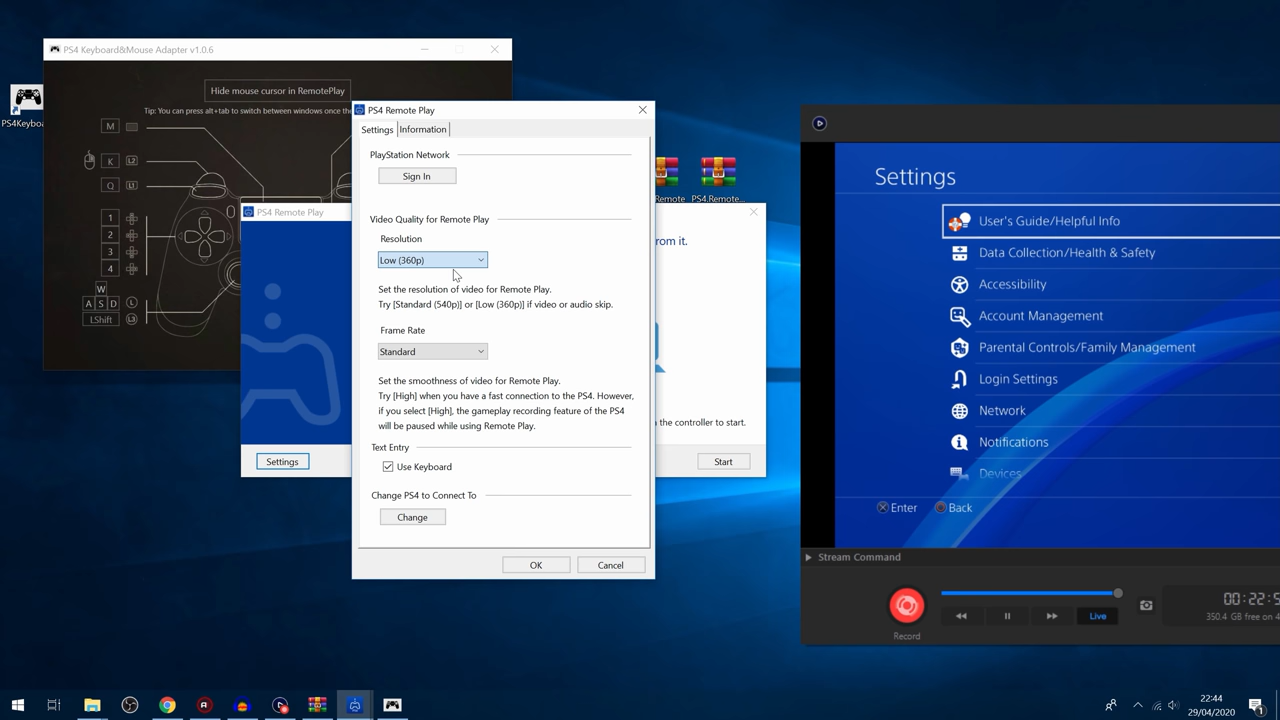 PS4 Keyboard&Mouse Adapter v1.0.6
Hide mouse cursor in RemotePlay
Tip: You can press alt+tab to switch between windows once the
M
K
L2
Q
L1
1
2
3
4
W
A S D
L
LShift
L3
PS4Keyboa
PS4 Remote Play
Settings
PS4 Remote Play
Settings
Information
PlayStation Network
Sign In
Video Quality for Remote Play
Resolution
Low (360p)
Set the resolution of video for Remote Play.
Try [Standard (540p)] or [Low (360p)] if video or audio skip.
Frame Rate
Standard
Set the smoothness of video for Remote Play.
Try [High] when you have a fast connection to the PS4. However,
if you select [High], the gameplay recording feature of the PS4
will be paused while using Remote Play.
Text Entry
Use Keyboard
Change PS4 to Connect To
Change
OK
Cancel
Remote
PS4.Remote...
rom it.
the controller to start.
Start
Settings
User's Guide/Helpful Info
Data Collection/Health & Safety
Accessibility
Account Management
Parental Controls/Family Management
Login Settings
Network
Notifications
Devices
Enter
Back
Stream Command
Record
Live
00:22:5
350.4 GB free on
22:44
29/04/2020
1